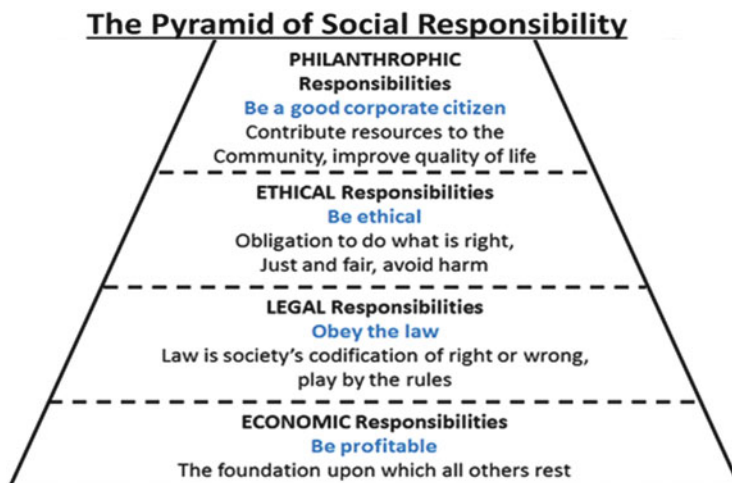 The Pyramid of Social Responsibility
PHILANTHROPHIC
Responsibilities
Be a good corporate citizen
Contribute resources to the
Community, improve quality of life
ETHICAL Responsibilities
Be ethical
Obligation to do what is right,
Just and fair, avoid harm
LEGAL Responsibilities
Obey the law
Law is society's codification of right or wrong,
play by the rules
ECONOMIC Responsibilities
Be profitable
The foundation upon which all others rest